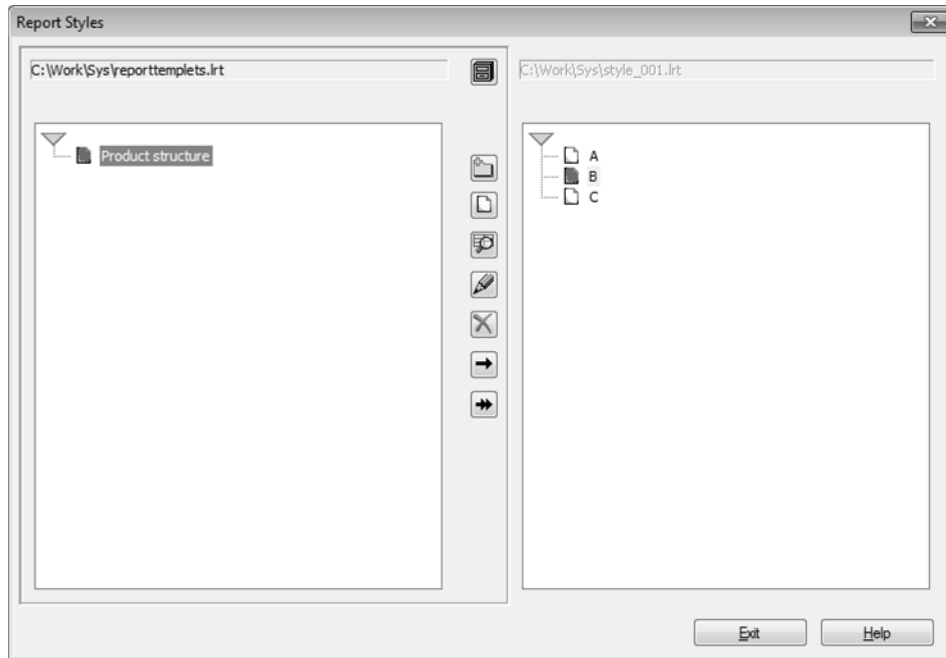 Report Styles
C:\Work\Sys\reporttemplets.lrt
C:\Work\Sys\style_001.lrt
Product structure
A
B
C
Exit
Help